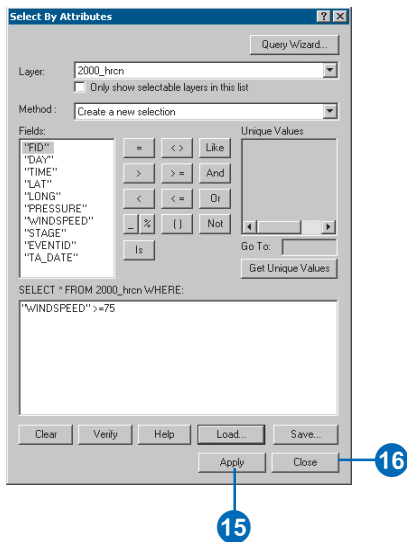 Select By Attributes
Query Wizard...
Layer: 2000_hrcn
Only show selectable layers in this list
Method : Create a new selection
Fields: Unique Values
"FID"
"DAY"
"TIME"
"LAT"
"LONG"
"PRESSURE"
"WINDSPEED"
"STAGE"
"EVENTID"
"TA_DATE"
= <> Like
> >= And
< <= Or
_ % () Not
Is
Go To:
Get Unique Values
SELECT * FROM 2000_hrcn WHERE:
"WINDSPEED" >=75
Clear Verify Help Load... Save...
Apply Close
16
15